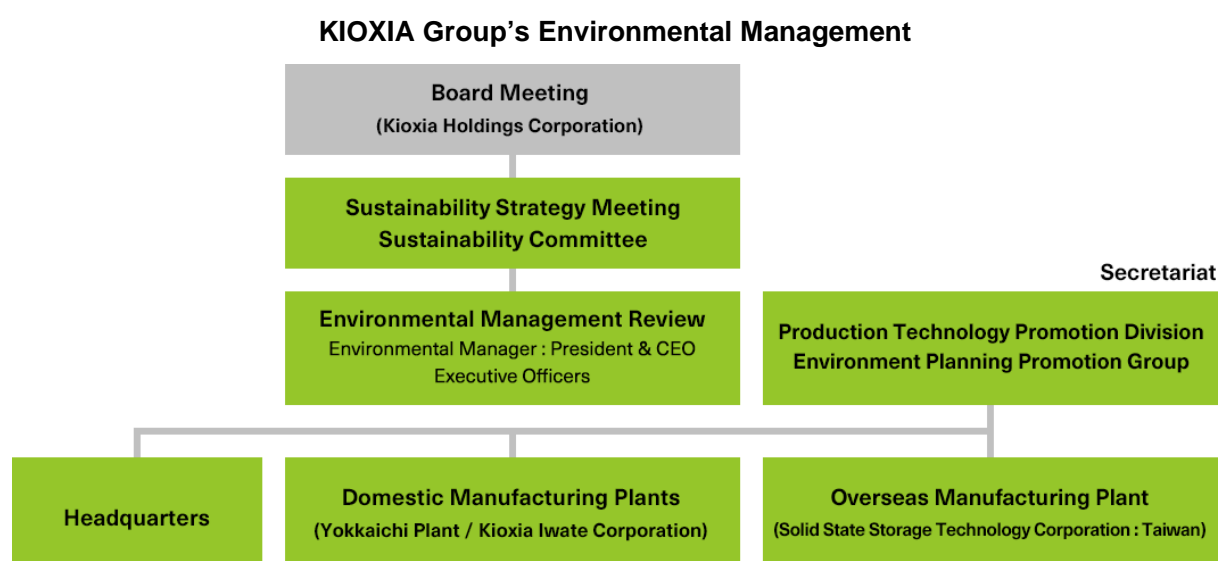 KIOXIA Group’s Environmental Management
Board Meeting
(Kioxia Holdings Corporation)
Sustainability Strategy Meeting
Sustainability Committee
Environmental Management Review
Environmental Manager : President & CEO
Executive Officers
Secretariat
Production Technology Promotion Division
Environment Planning Promotion Group
Headquarters
Domestic Manufacturing Plants
(Yokkaichi Plant / Kioxia Iwate Corporation)
Overseas Manufacturing Plant
(Solid State Storage Technology Corporation : Taiwan)